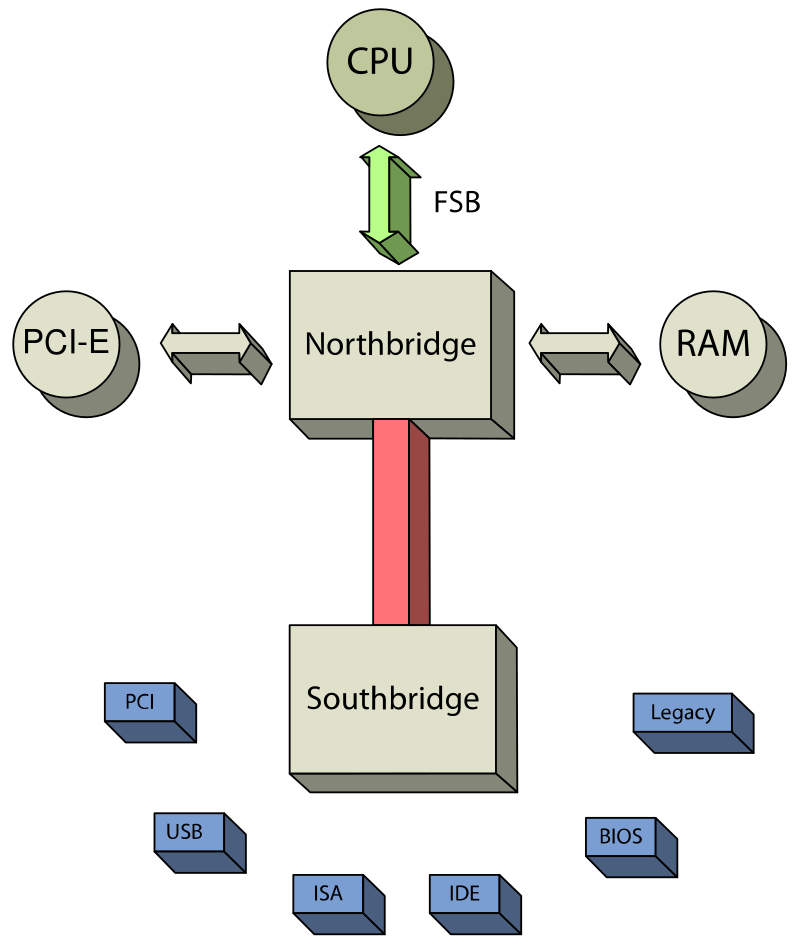 CPU
FSB
PCI-E
Northbridge
RAM
Southbridge
PCI
Legacy
USB
BIOS
ISA
IDE